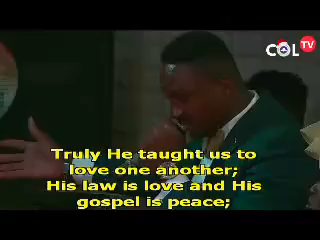 COL TV
Truly He taught us to
love one another;
His law is love and His
gospel is peace;